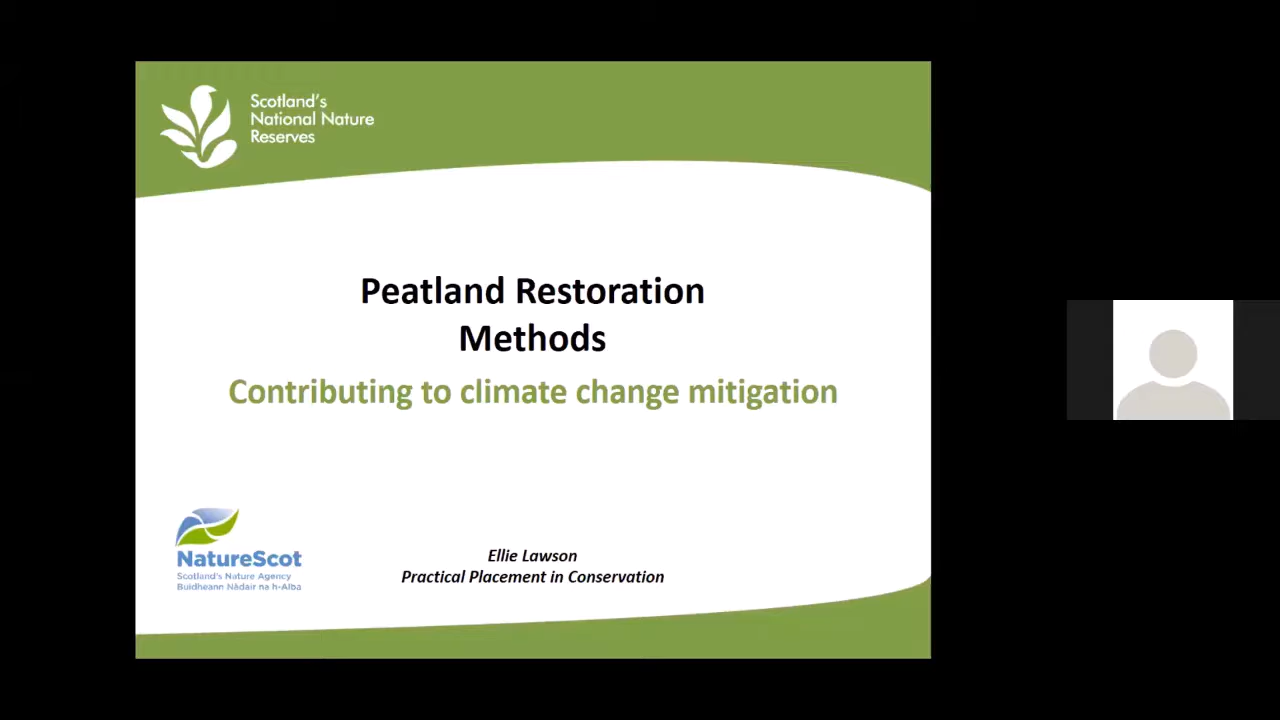 Scotland's
National Nature
Reserves
Peatland Restoration
Methods
Contributing to climate change mitigation
NatureScot
Scotland's Nature Agency
Buidheann Nàdair na h-Alba
Ellie Lawson
Practical Placement in Conservation